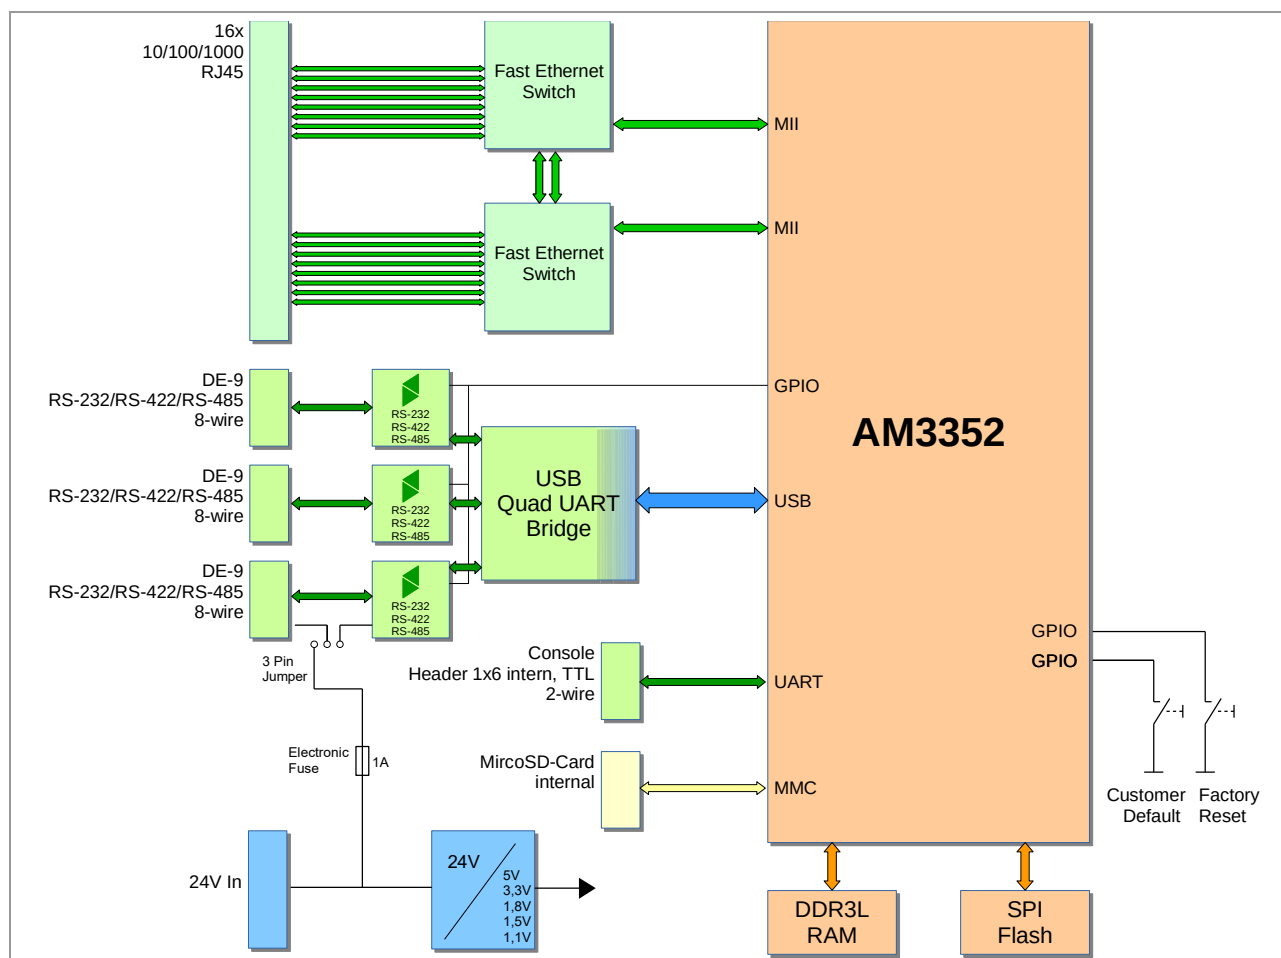 16x
10/100/1000
RJ45
Fast Ethernet
Switch
MII
Fast Ethernet
Switch
MII
DE-9
RS-232/RS-422/RS-485
8-wire
RS-232
RS-422
RS-485
GPIO
AM3352
DE-9
RS-232/RS-422/RS-485
8-wire
RS-232
RS-422
RS-485
USB
Quad UART
Bridge
USB
DE-9
RS-232/RS-422/RS-485
8-wire
RS-232
RS-422
RS-485
3 Pin
Jumper
GPIO
GPIO
Console
Header 1x6 intern, TTL
2-wire
UART
Electronic
Fuse
1A
MircoSD-Card
internal
MMC
Customer
Default
Factory
Reset
24V In
24V
5V
3,3V
1,8V
1,5V
1,1V
DDR3L
RAM
SPI
Flash